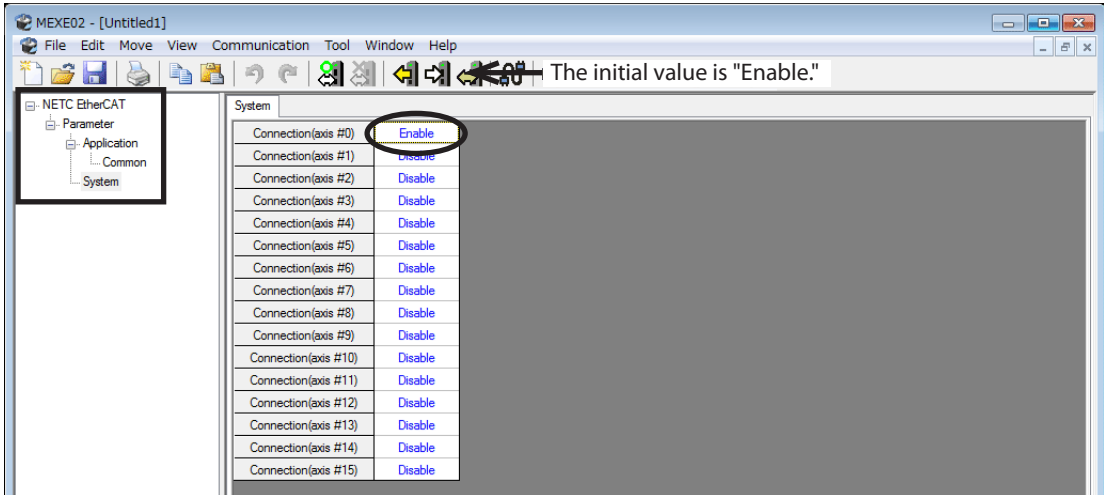 MEXE02 - [Untitled1]
File Edit Move View Communication Tool Window Help
The initial value is "Enable."
NETC EtherCAT
Parameter
Application
Common
System
System
Connection(axis #0) Enable
Connection(axis #1) Disable
Connection(axis #2) Disable
Connection(axis #3) Disable
Connection(axis #4) Disable
Connection(axis #5) Disable
Connection(axis #6) Disable
Connection(axis #7) Disable
Connection(axis #8) Disable
Connection(axis #9) Disable
Connection(axis #10) Disable
Connection(axis #11) Disable
Connection(axis #12) Disable
Connection(axis #13) Disable
Connection(axis #14) Disable
Connection(axis #15) Disable